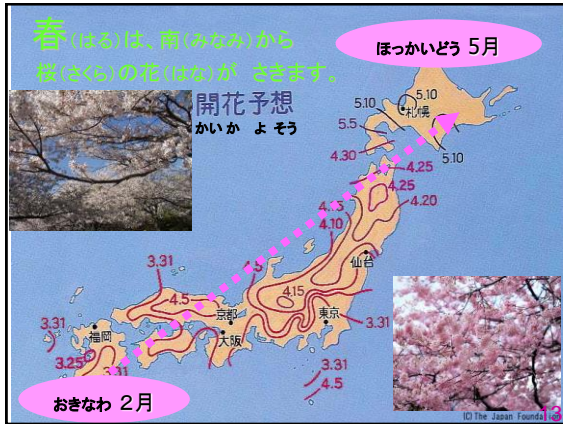 春(はる)は、南(みなみ)から
桜(さくら)の花(はな)が さきます。
ほっかいどう 5月
開花予想
かいか よ そう
5.10
5.10
札幌
5.5
4.30
5.10
4.25
4.25
4.20
4.15
4.10
仙台
4.5
3.31
4.5
4.15
京都
東京
3.31
3.31
福岡
大阪
3.25
3.31
3.31
4.5
おきなわ 2月
(C) The Japan Foundation
13